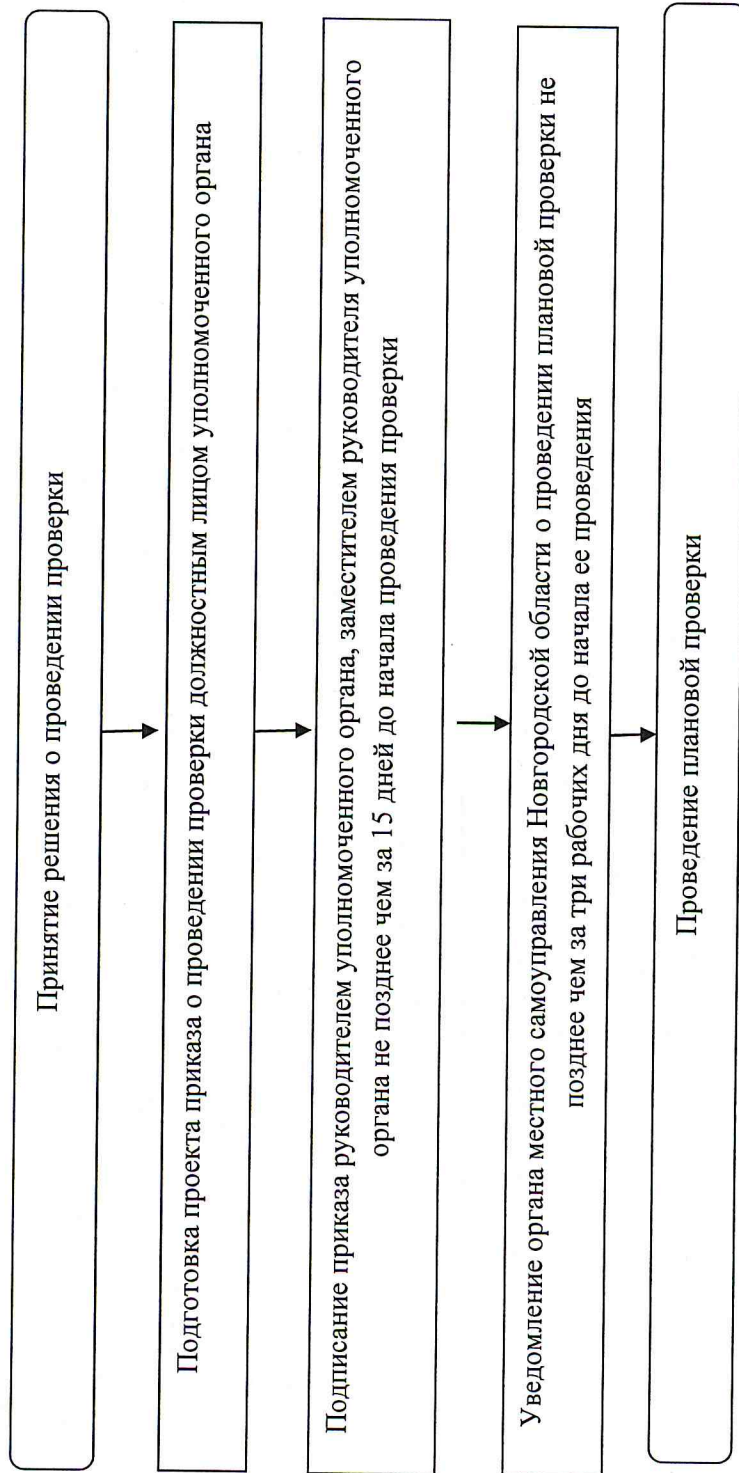 Принятие решения о проведении проверки
Подготовка проекта приказа о проведении проверки должностным лицом уполномоченного органа
Подписание приказа руководителем уполномоченного органа, заместителем руководителя уполномоченного
органа не позднее чем за 15 дней до начала проведения проверки
Уведомление органа местного самоуправления Новгородской области о проведении плановой проверки не
позднее чем за три рабочих дня до начала ее проведения
Проведение плановой проверки